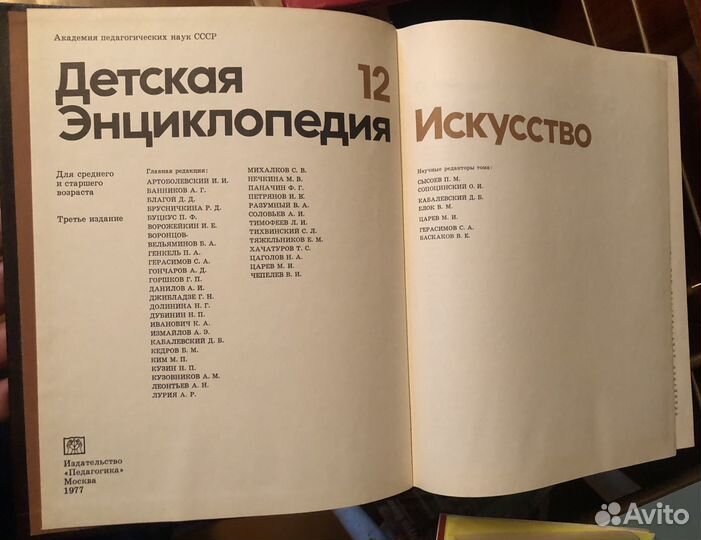 Академия педагогических наук СССР
Детская 12
Энциклопедия
Для среднего
и старшего
возраста
Третье издание
Главная редакция:
АРТОБОЛЕВСКИЙ И. И.
БАННИКОВ А. Г.
БЛАГОЙ Д. Д.
БРУСНИЧКИНА Р. Д.
БУЦКУС П. Ф.
ВОРОЖЕЙКИН И. Е.
ВОРОНЦОВ-
ВЕЛЬЯМИНОВ Б. А.
ГЕНКЕЛЬ П. А.
ГЕРАСИМОВ С. А.
ГОНЧАРОВ А. Д.
ГОРШКОВ Г. П.
ДАНИЛОВ А. И.
ДЖИБЛАДЗЕ Г. Н.
ДОЛИНИНА Н. Г.
ДУБИНИН Н. П.
ИВАНОВИЧ К. А.
ИЗМАЙЛОВ А. Э.
КАБАЛЕВСКИЙ Д. Б.
КЕДРОВ Б. М.
КИМ М. П.
КУЗИН Н. П.
КУЗОВНИКОВ А. М.
ЛЕОНТЬЕВ А. Н.
ЛУРИЯ А. Р.
МИХАЛКОВ С. В.
НЕЧКИНА М. В.
ПАНАЧИН Ф. Г.
ПЕТРЯНОВ И. В.
РАЗУМНЫЙ В. А.
СОЛОВЬЕВ А. И.
ТИМОФЕЕВ Л. И.
ТИХВИНСКИЙ С. Л.
ТЯЖЕЛЬНИКОВ Е. М.
ХАЧАТУРОВ Т. С.
ЦАГОЛОВ Н. А.
ЦАРЕВ М. И.
ЧЕПЕЛЕВ В. И.
Издательство
«Педагогика»
Москва
1977
Искусство
Научные редакторы тома:
СЫСОЕВ П. М.
СОПОЦИНСКИЙ О. И.
КАБАЛЕВСКИЙ Д. Б.
ЕЛОК В. М.
ЦАРЕВ М. И.
ГЕРАСИМОВ С. А.
БАСКАКОВ В. Е.
Avito